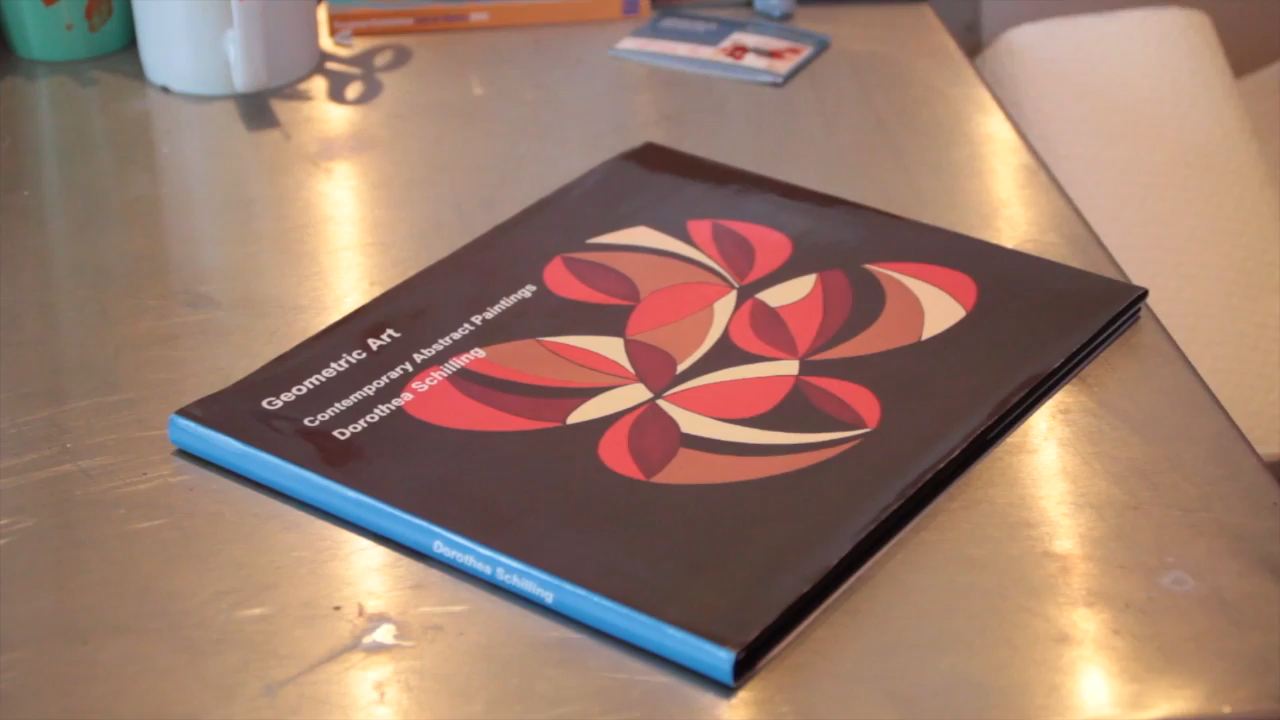 Geometric Art
Contemporary Abstract Paintings
Dorothea Schilling
Dorothea Schilling